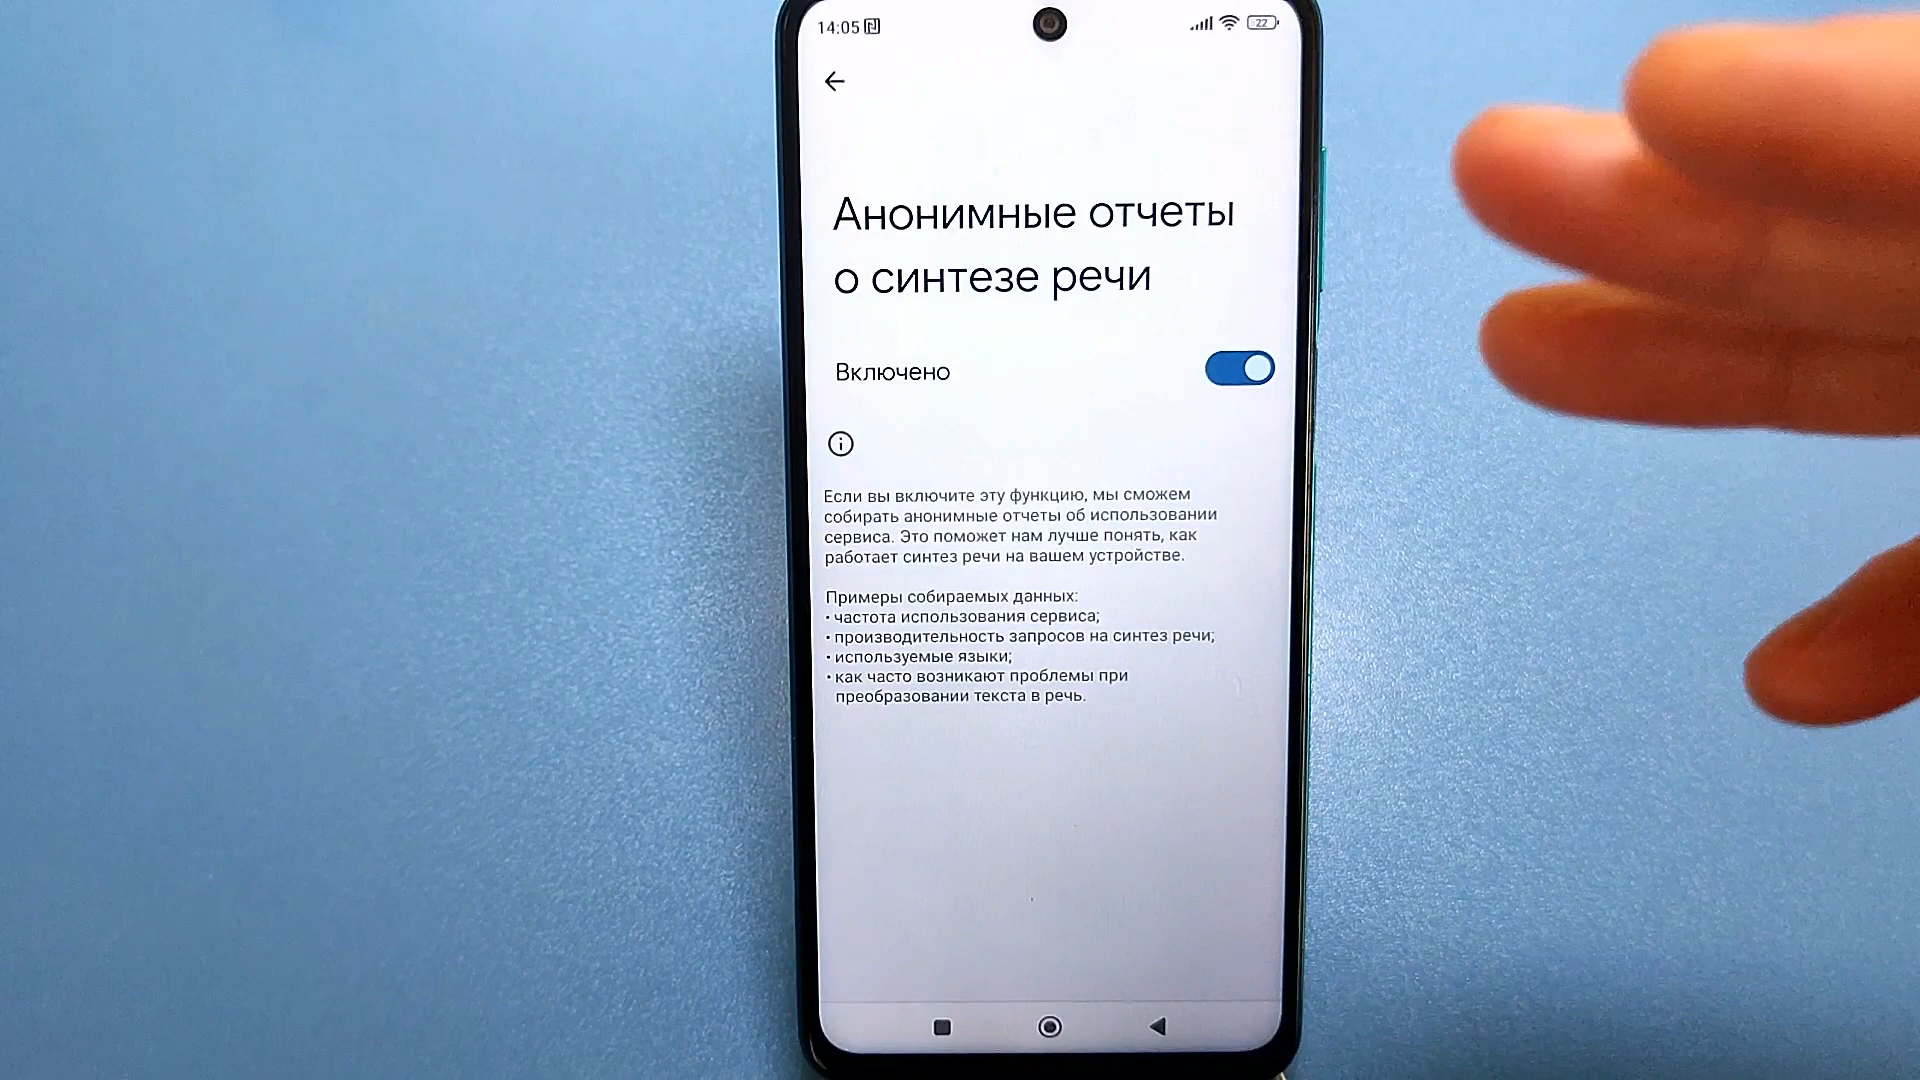 14:05
22
Анонимные отчеты
о синтезе речи
Включено
Если вы включите эту функцию, мы сможем
собирать анонимные отчеты об использовании
сервиса. Это поможет нам лучше понять, как
работает синтез речи на вашем устройстве.
Примеры собираемых данных:
• частота использования сервиса;
• производительность запросов на синтез речи;
• используемые языки;
• как часто возникают проблемы при
преобразовании текста в речь.